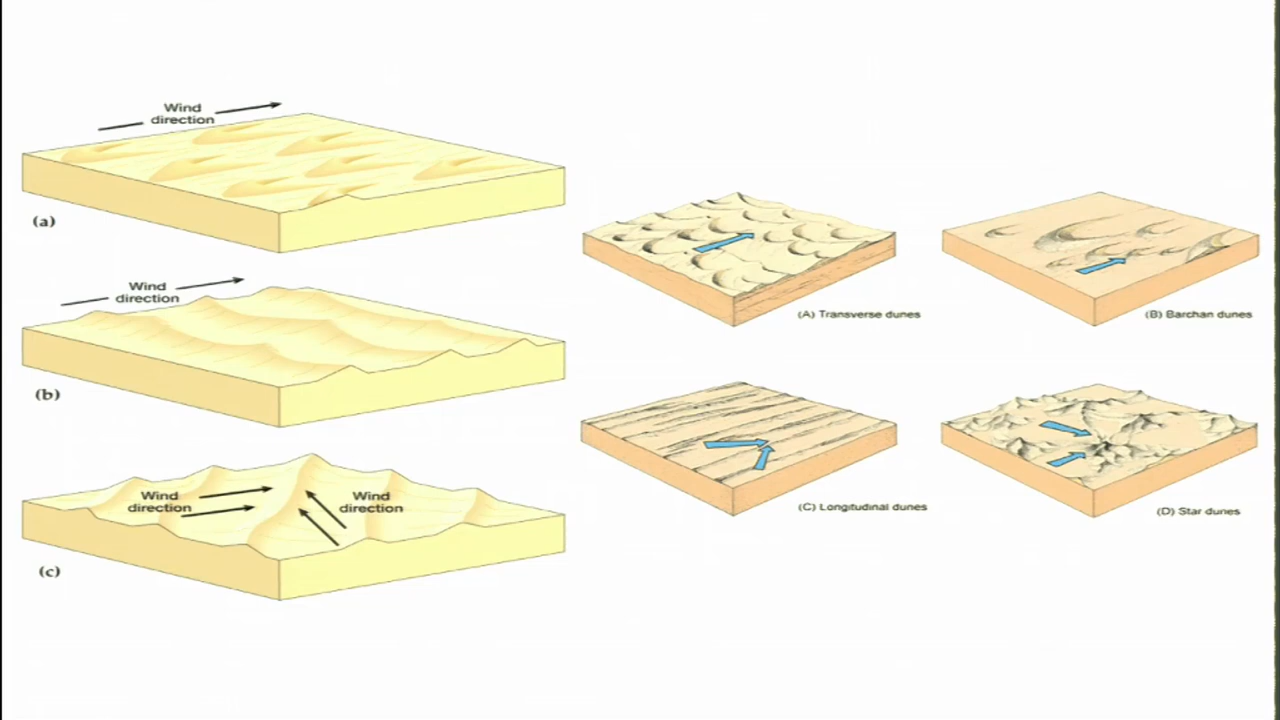 Wind
direction
(a)
Wind
direction
(b)
Wind
direction
Wind
direction
(c)
(A) Transverse dunes
(B) Barchan dunes
(C) Longitudinal dunes
(D) Star dunes